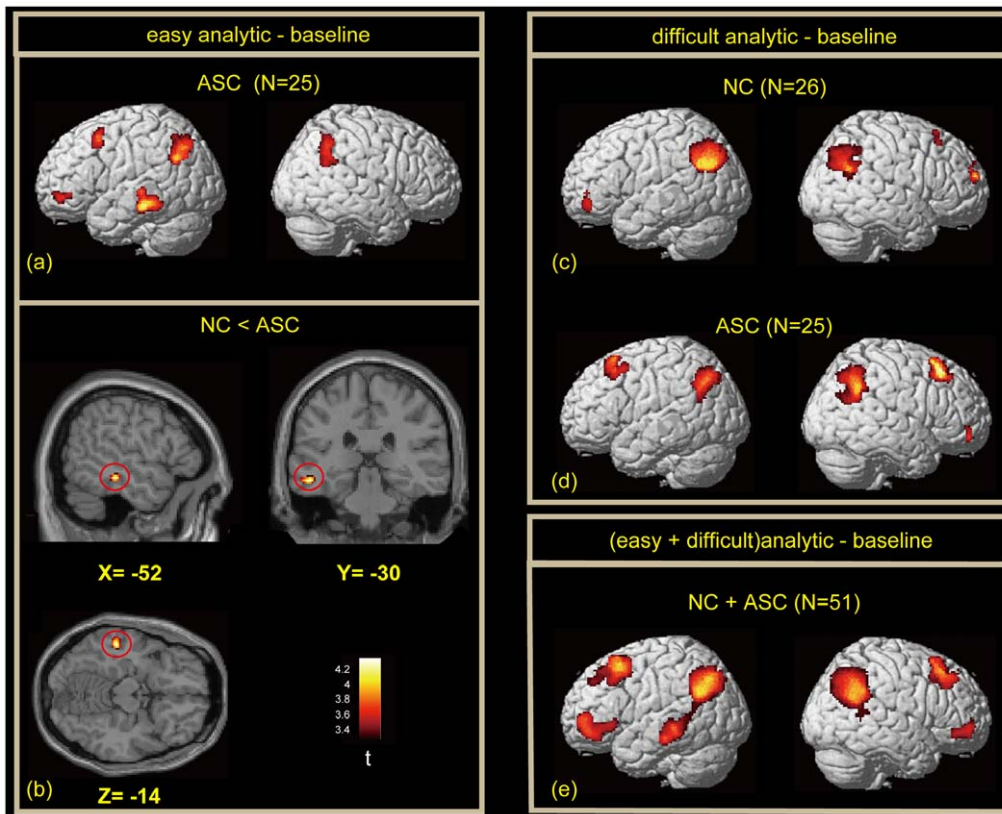 easy analytic - baseline
ASC (N=25)
(a)
NC < ASC
X= -52
Y= -30
4.2
4
3.8
3.6
3.4
t
(b)
Z= -14
difficult analytic - baseline
NC (N=26)
(c)
ASC (N=25)
(d)
(easy + difficult)analytic - baseline
NC + ASC (N=51)
(e)